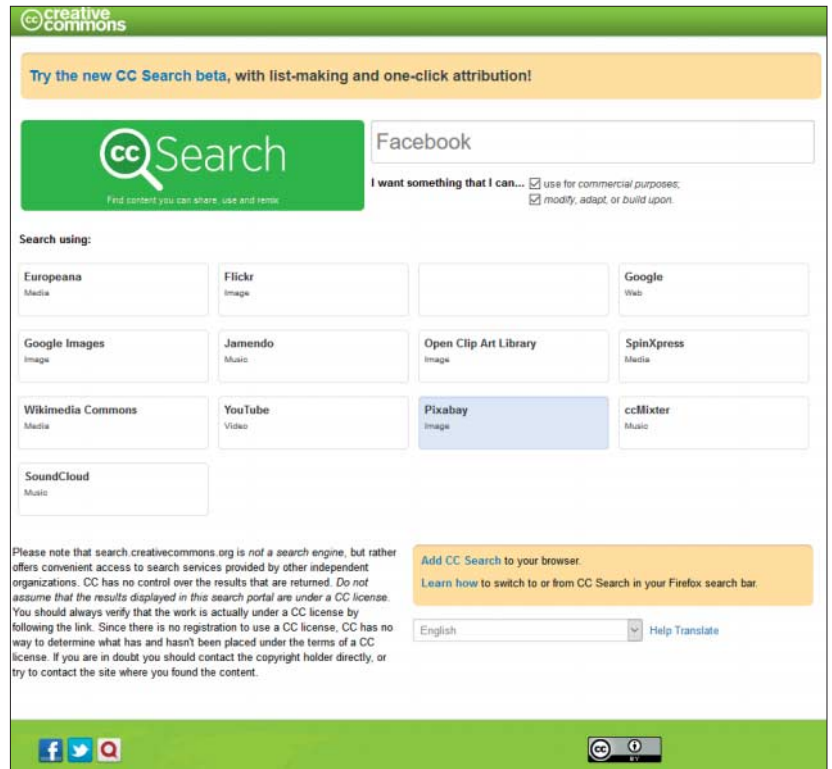 cc creative
commons
Try the new CC Search beta, with list-making and one-click attribution!
cc Search
Find content you can share, use and remix
Facebook
I want something that I can... use for commercial purposes;
modify, adapt, or build upon.
Search using:
Europeana
Media
Flickr
Image
Google
Web
Google Images
Image
Jamendo
Music
Open Clip Art Library
Image
SpinXpress
Media
Wikimedia Commons
Media
YouTube
Video
Pixabay
Image
ccMixter
Music
SoundCloud
Music
Please note that search.creativecommons.org is not a search engine, but rather
offers convenient access to search services provided by other independent
organizations. CC has no control over the results that are returned. Do not
assume that the results displayed in this search portal are under a CC license.
You should always verify that the work is actually under a CC license by
following the link. Since there is no registration to use a CC license, CC has no
way to determine what has and hasn't been placed under the terms of a CC
license. If you are in doubt you should contact the copyright holder directly, or
try to contact the site where you found the content.
Add CC Search to your browser.
Learn how to switch to or from CC Search in your Firefox search bar.
English
Help Translate
f
cc
BY